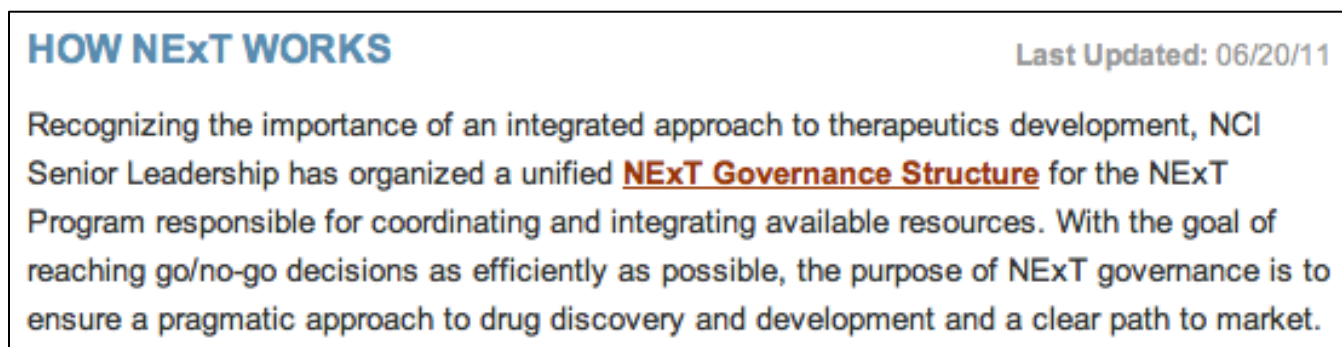 HOW NExT WORKS
Last Updated: 06/20/11
Recognizing the importance of an integrated approach to therapeutics development, NCI
Senior Leadership has organized a unified NExT Governance Structure for the NExT
Program responsible for coordinating and integrating available resources. With the goal of
reaching go/no-go decisions as efficiently as possible, the purpose of NExT governance is to
ensure a pragmatic approach to drug discovery and development and a clear path to market.